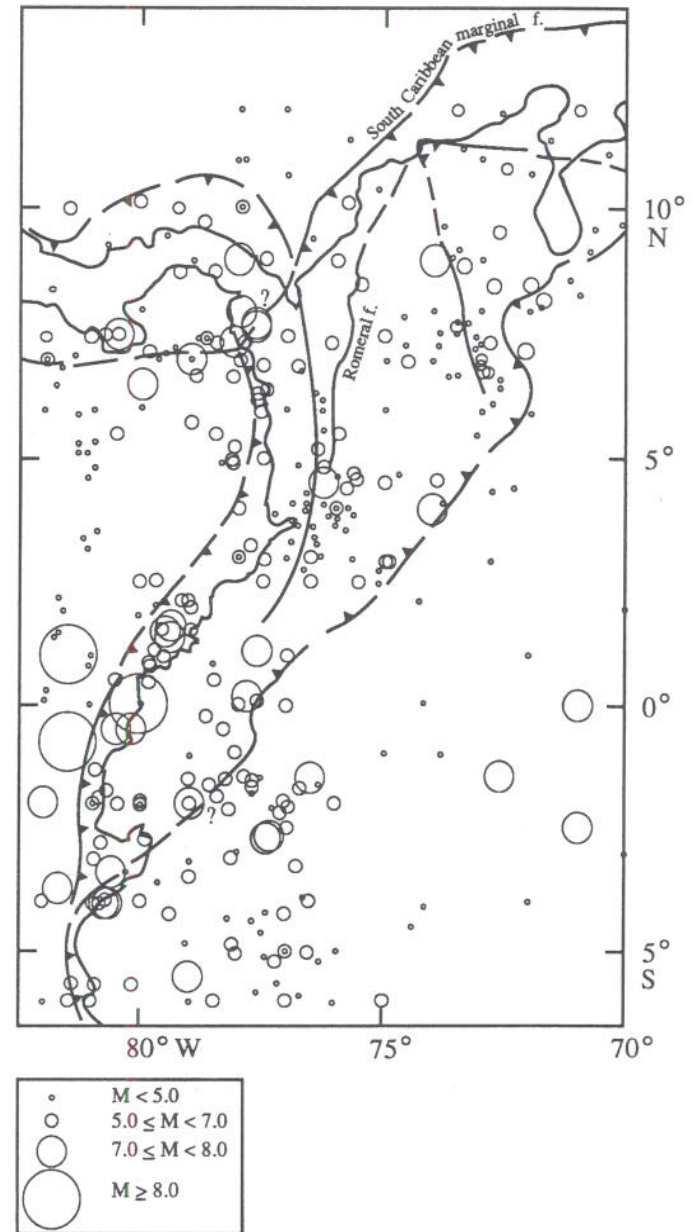 South Caribbean marginal f.
10°
N
?
Romeral f.
5°
0°
?
5°
S
80° W
75°
70°
M < 5.0
5.0 ≤ M < 7.0
7.0 ≤ M < 8.0
M ≥ 8.0